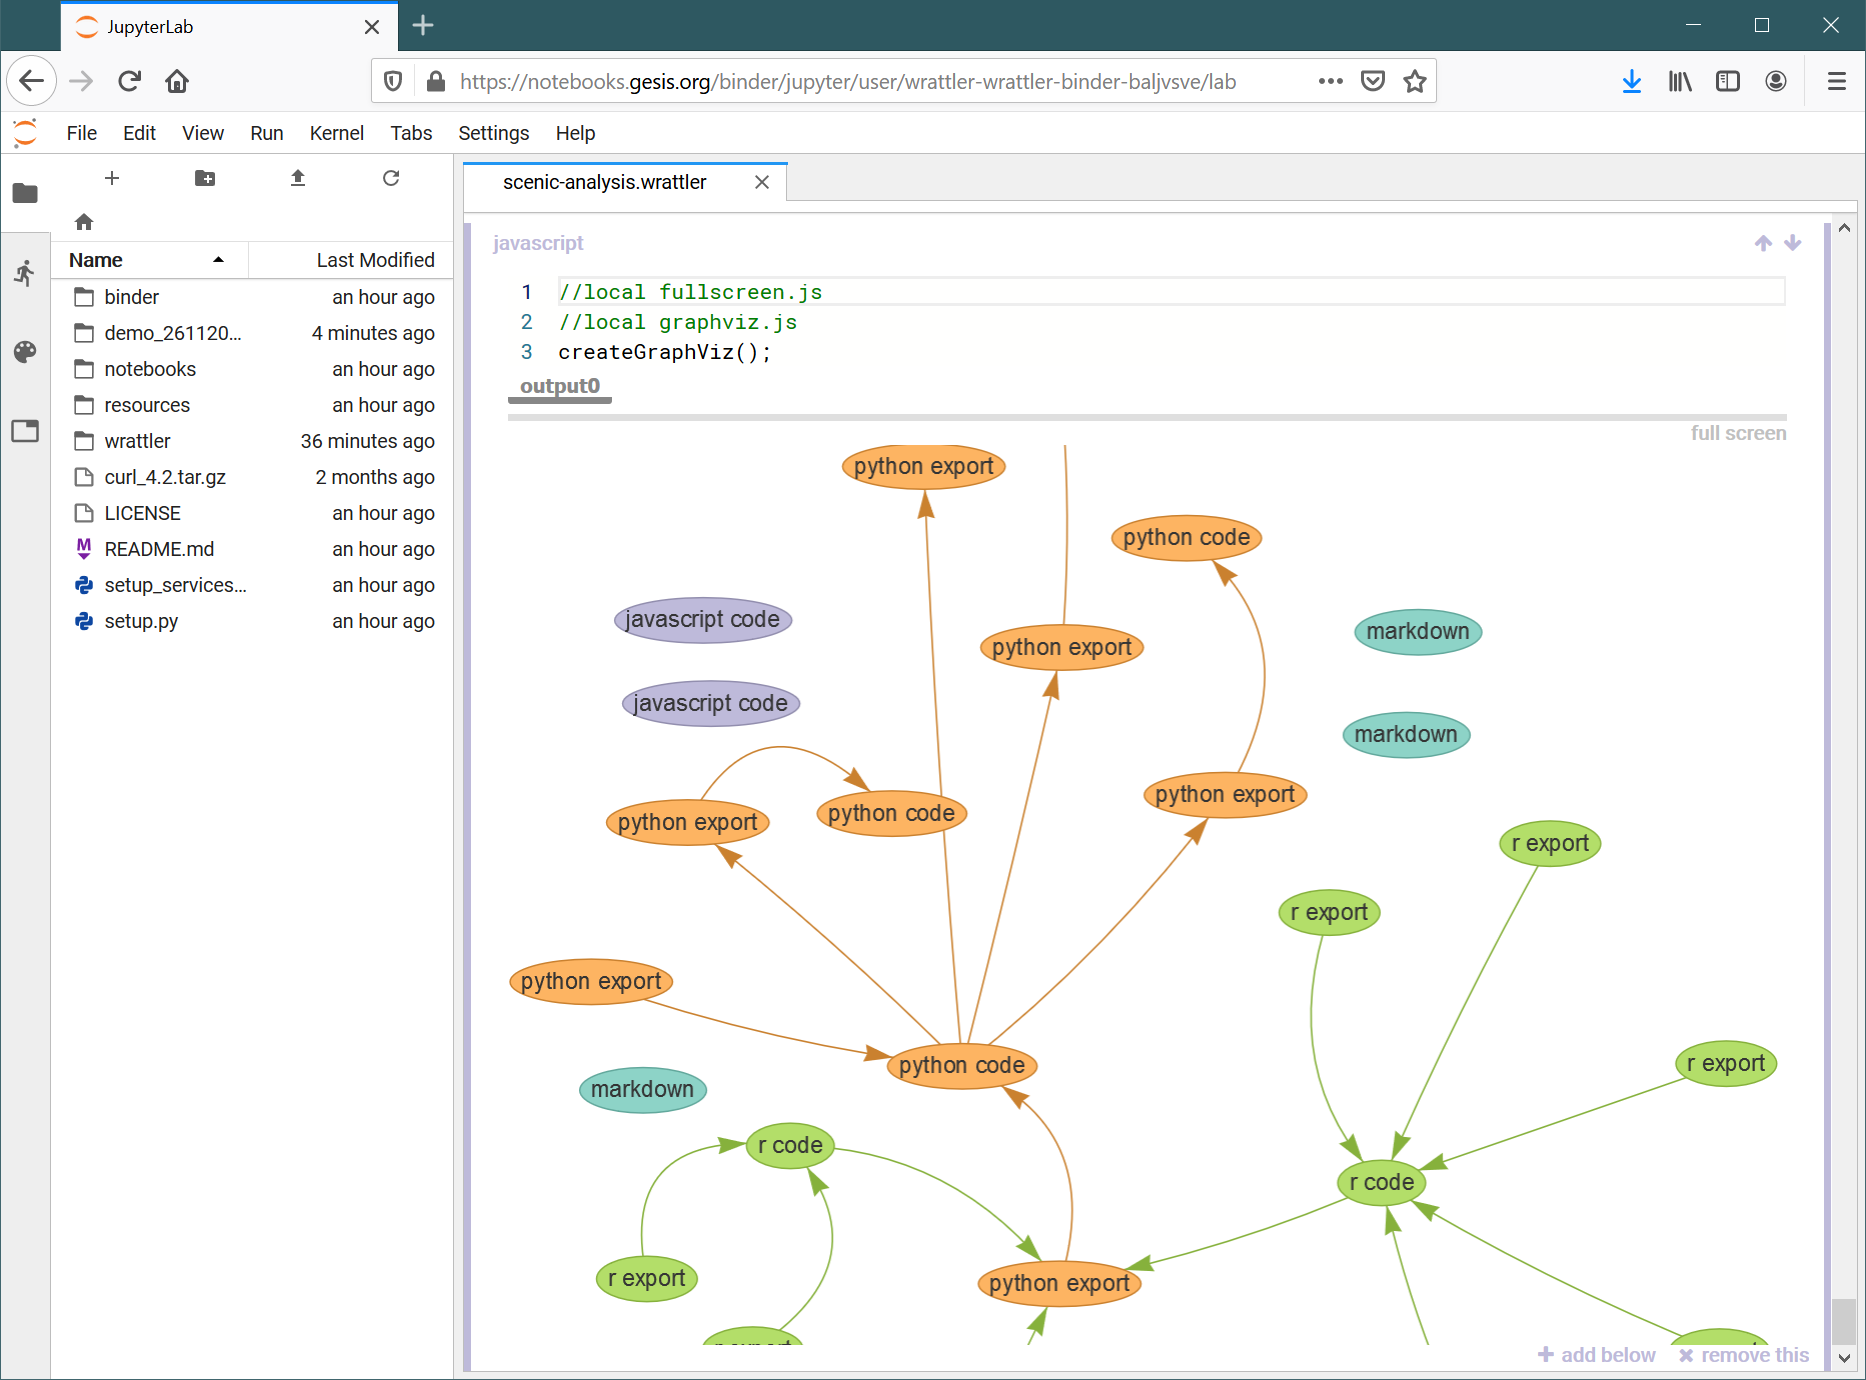 JupyterLab
https://notebooks.gesis.org/binder/jupyter/user/wrattler-wrattler-binder-baljvsve/lab
File Edit View Run Kernel Tabs Settings Help
Name Last Modified
binder an hour ago
demo_261120... 4 minutes ago
notebooks an hour ago
resources an hour ago
wrattler 36 minutes ago
curl_4.2.tar.gz 2 months ago
LICENSE an hour ago
M README.md an hour ago
setup_services... an hour ago
setup.py an hour ago
scenic-analysis.wrattler
javascript
1 //local fullscreen.js
2 //local graphviz.js
3 createGraphViz();
output0
full screen
python export
python code
javascript code
markdown
python export
javascript code
markdown
python export
python code
python export
r export
r export
python export
python code
r export
markdown
r code
r code
r export
python export
add below remove this